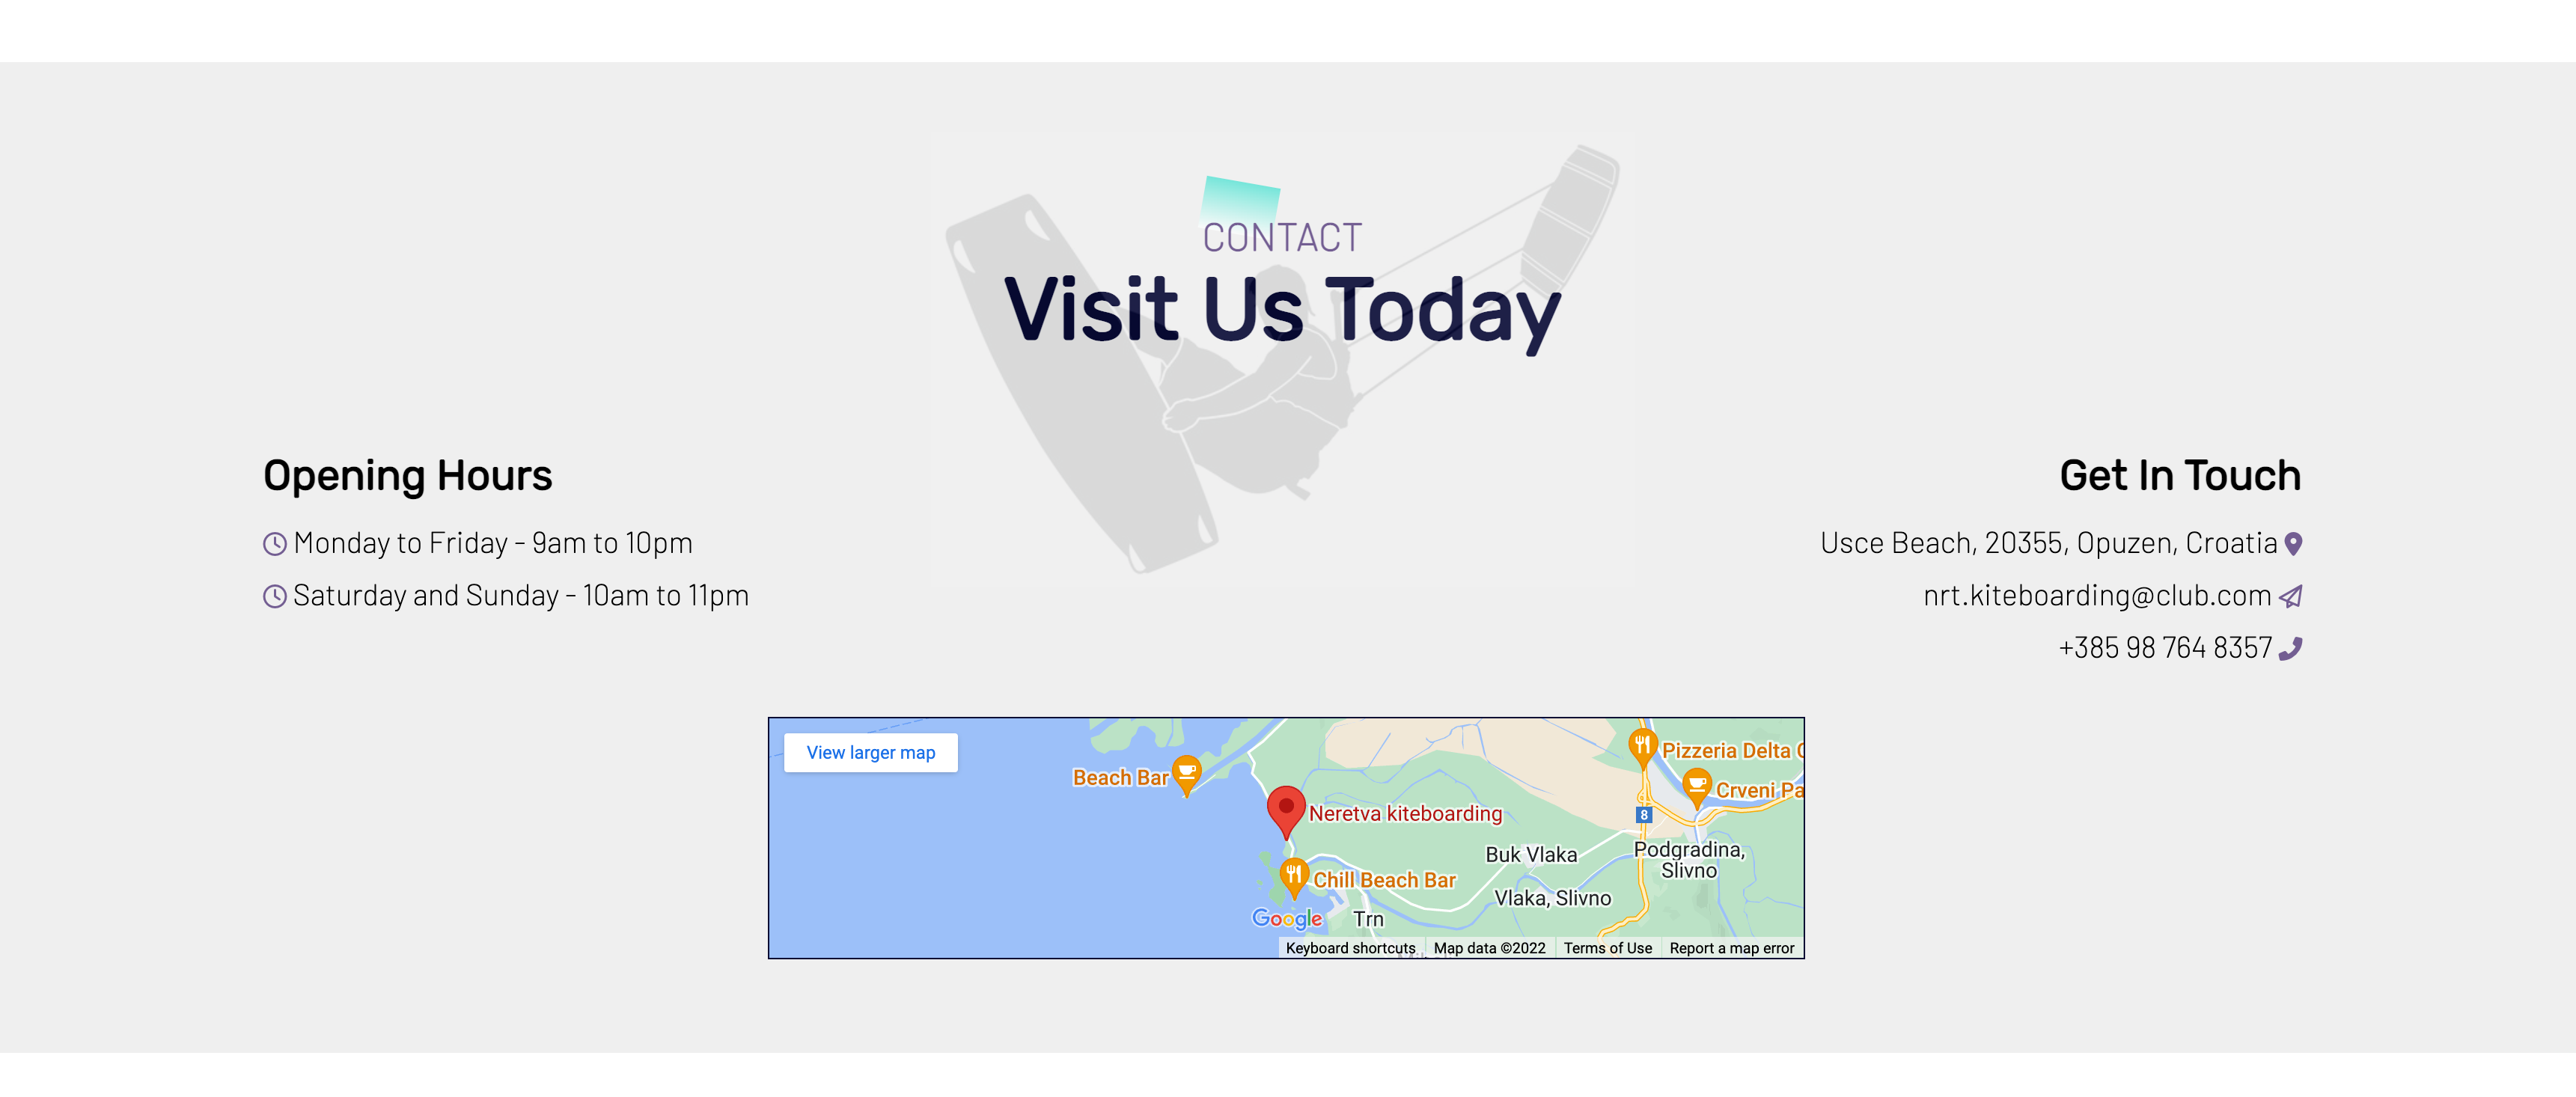 CONTACT
Visit Us Today
Opening Hours
Monday to Friday - 9am to 10pm
Saturday and Sunday - 10am to 11pm
Get In Touch
Usce Beach, 20355, Opuzen, Croatia
nrt.kiteboarding@club.com
+385 98 764 8357
View larger map
Pizzeria Delta
Beach Bar
Crveni Pa
Neretva kiteboarding
8
Buk Vlaka
Podgradina,
Slivno
Chill Beach Bar
Vlaka, Slivno
Google
Trn
Keyboard shortcuts
Map data ©2022
Terms of Use
Report a map error